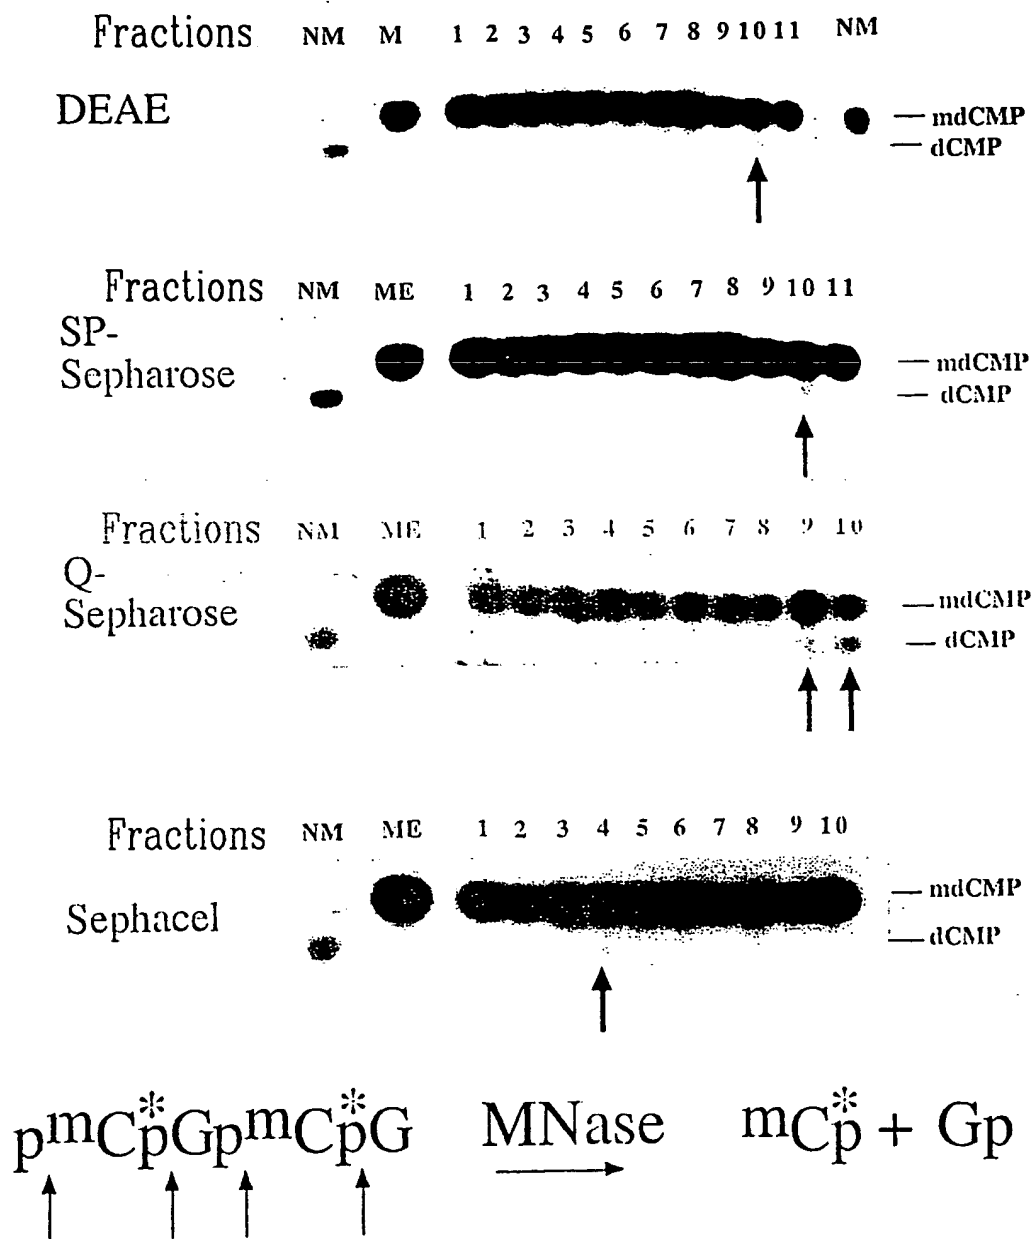 Fractions NM M 1 2 3 4 5 6 7 8 9 10 11 NM
DEAE
mdCMP
dCMP
Fractions NM ME 1 2 3 4 5 6 7 8 9 10 11
SP-
Sepharose
mdCMP
dCMP
Fractions NM ME 1 2 3 4 5 6 7 8 9 10
Q-
Sepharose
mdCMP
dCMP
Fractions NM ME 1 2 3 4 5 6 7 8 9 10
Sephacel
mdCMP
dCMP
pmCp*GpmCp*G MNase mCp* + Gp